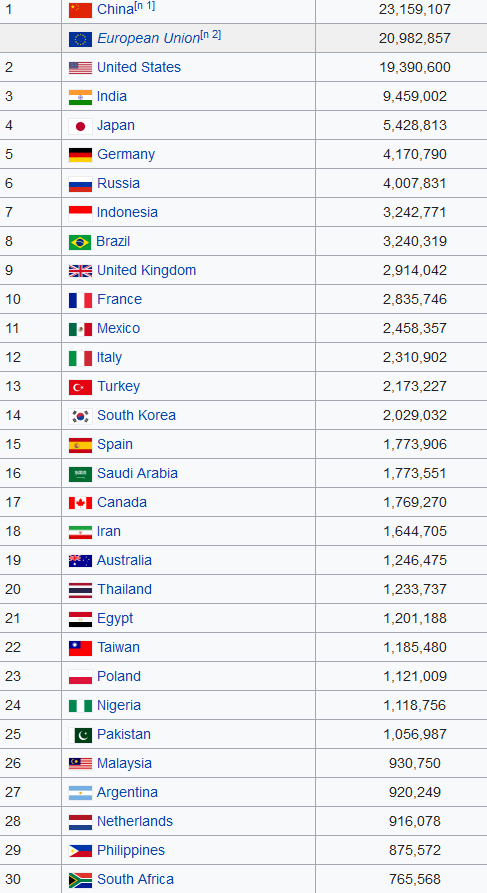 1 China[n 1] 23,159,107
European Union[n 2] 20,982,857
2 United States 19,390,600
3 India 9,459,002
4 Japan 5,428,813
5 Germany 4,170,790
6 Russia 4,007,831
7 Indonesia 3,242,771
8 Brazil 3,240,319
9 United Kingdom 2,914,042
10 France 2,835,746
11 Mexico 2,458,357
12 Italy 2,310,902
13 Turkey 2,173,227
14 South Korea 2,029,032
15 Spain 1,773,906
16 Saudi Arabia 1,773,551
17 Canada 1,769,270
18 Iran 1,644,705
19 Australia 1,246,475
20 Thailand 1,233,737
21 Egypt 1,201,188
22 Taiwan 1,185,480
23 Poland 1,121,009
24 Nigeria 1,118,756
25 Pakistan 1,056,987
26 Malaysia 930,750
27 Argentina 920,249
28 Netherlands 916,078
29 Philippines 875,572
30 South Africa 765,568